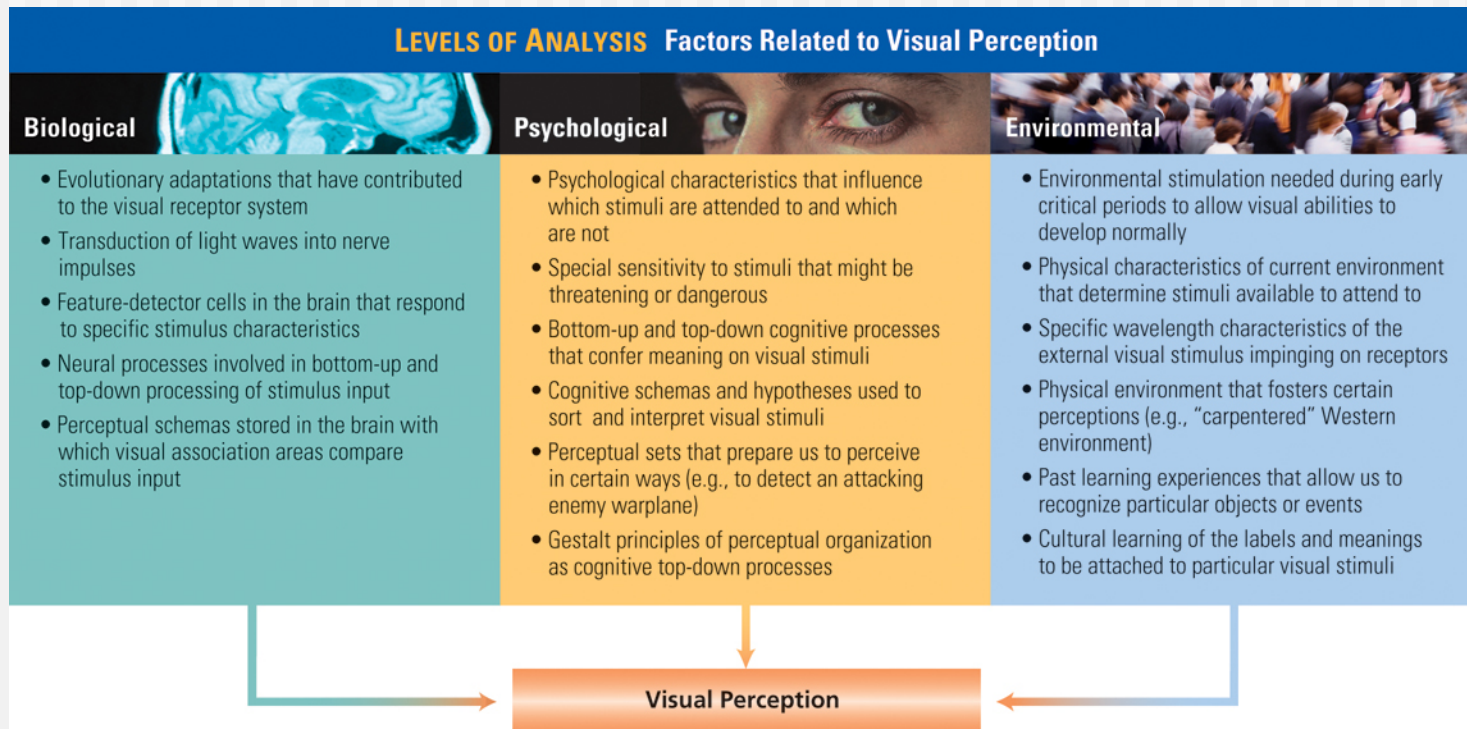 LEVELS OF ANALYSIS Factors Related to Visual Perception
Biological
• Evolutionary adaptations that have contributed
to the visual receptor system
• Transduction of light waves into nerve
impulses
• Feature-detector cells in the brain that respond
to specific stimulus characteristics
• Neural processes involved in bottom-up and
top-down processing of stimulus input
• Perceptual schemas stored in the brain with
which visual association areas compare
stimulus input
Psychological
• Psychological characteristics that influence
which stimuli are attended to and which
are not
• Special sensitivity to stimuli that might be
threatening or dangerous
• Bottom-up and top-down cognitive processes
that confer meaning on visual stimuli
• Cognitive schemas and hypotheses used to
sort and interpret visual stimuli
• Perceptual sets that prepare us to perceive
in certain ways (e.g., to detect an attacking
enemy warplane)
• Gestalt principles of perceptual organization
as cognitive top-down processes
Environmental
• Environmental stimulation needed during early
critical periods to allow visual abilities to
develop normally
• Physical characteristics of current environment
that determine stimuli available to attend to
• Specific wavelength characteristics of the
external visual stimulus impinging on receptors
• Physical environment that fosters certain
perceptions (e.g., “carpentered” Western
environment)
• Past learning experiences that allow us to
recognize particular objects or events
• Cultural learning of the labels and meanings
to be attached to particular visual stimuli
Visual Perception